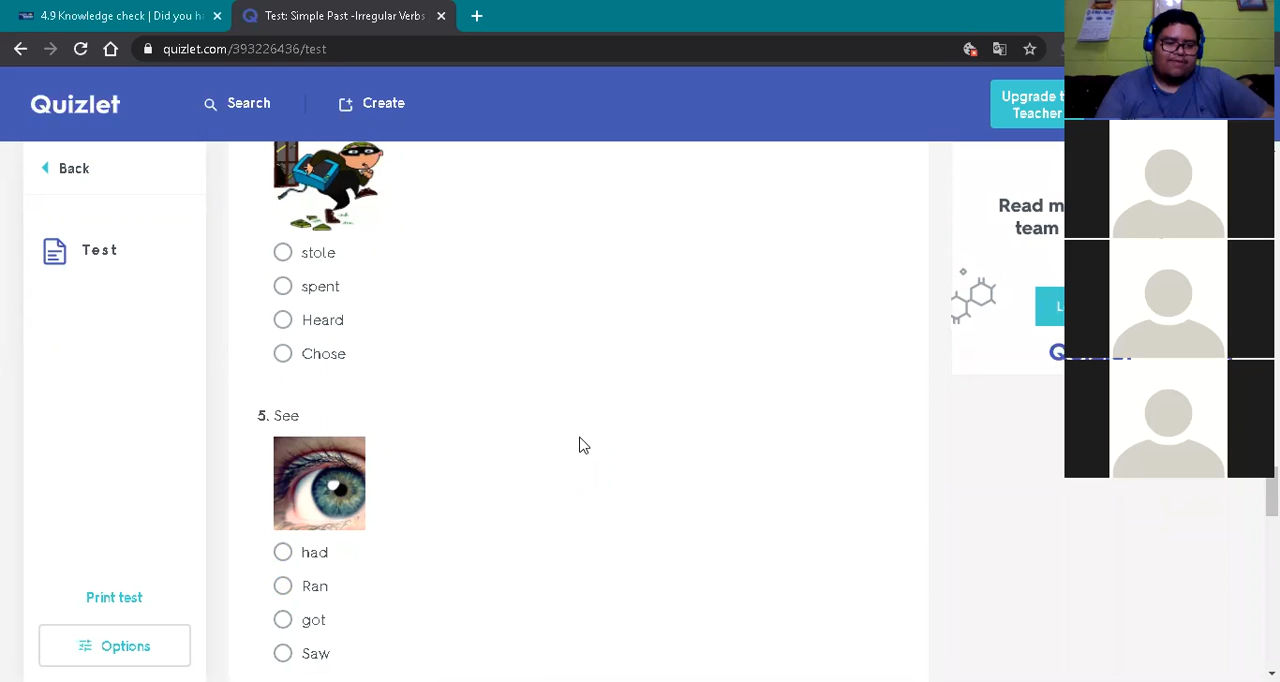 4.9 Knowledge check | Did you ha
Test: Simple Past -Irregular Verbs
quizlet.com/393226436/test
Quizlet
Search
Create
Upgrade t
Teacher
Back
Test
stole
spent
Heard
Chose
5. See
had
Ran
got
Saw
Read m
team
Print test
Options